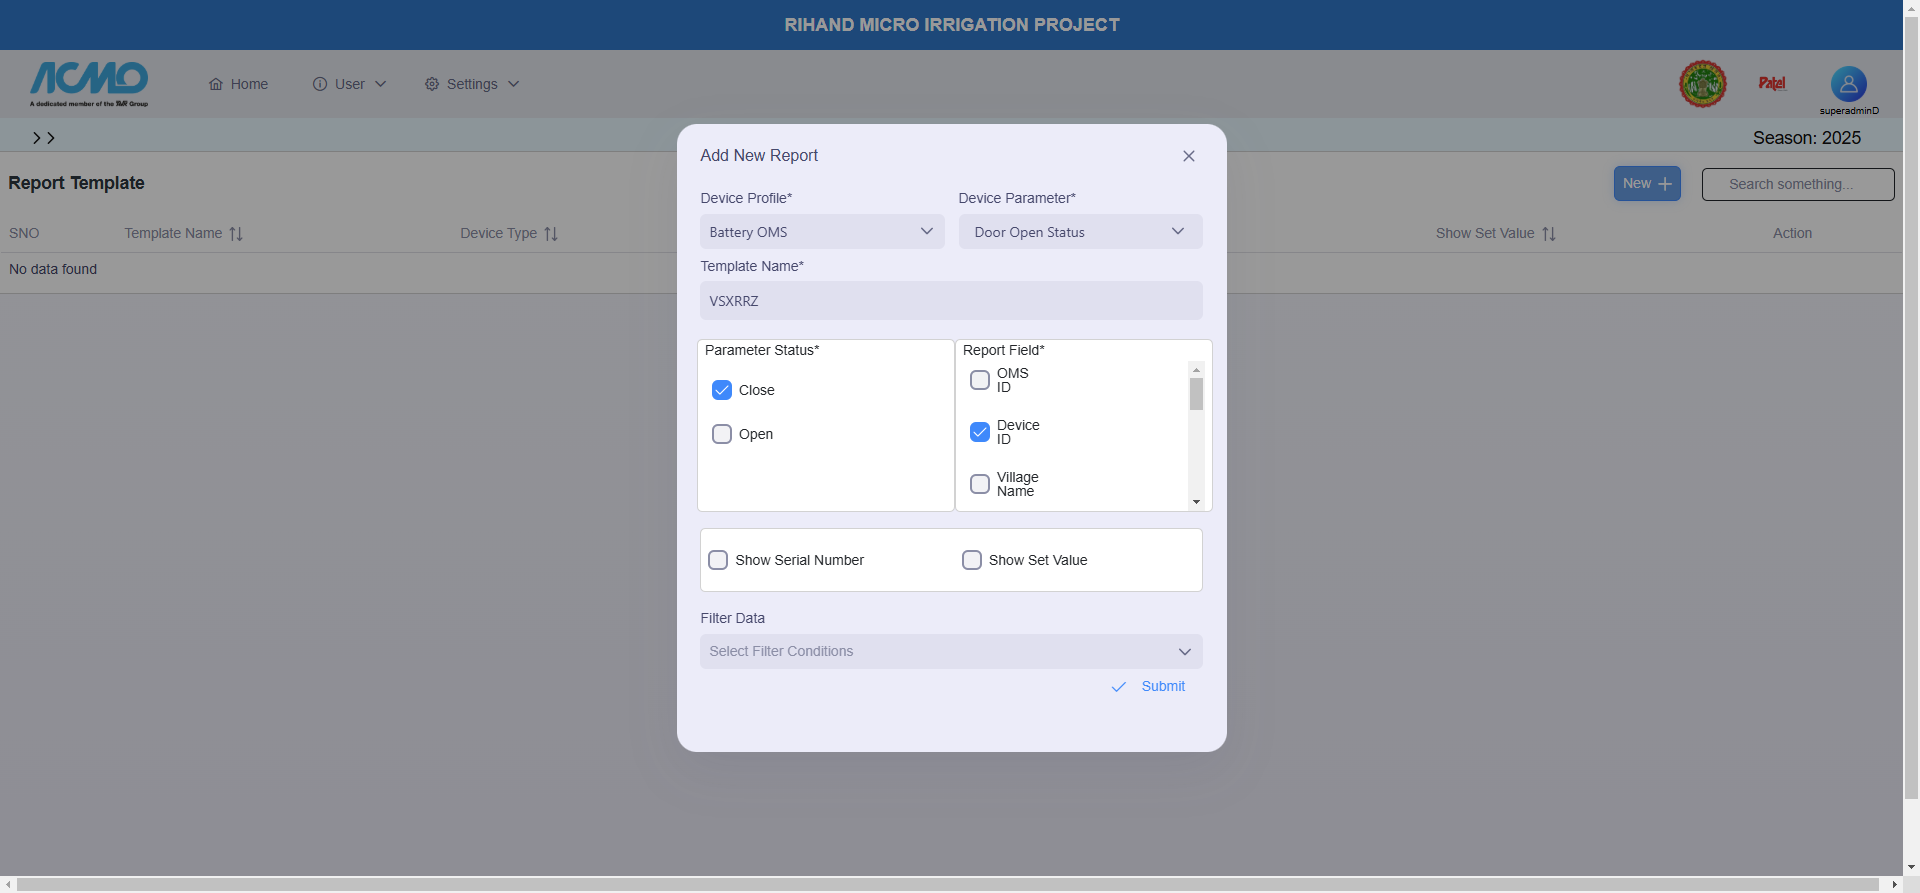 RIHAND MICRO IRRIGATION PROJECT
ACMO
A dedicated member of the Group
Home
User
Settings
Patel
superadminD
Season: 2025
Report Template
New
Search something...
SNO
Template Name
Device Type
Show Set Value
Action
No data found
Add New Report
Device Profile*
Device Parameter*
Battery OMS
Door Open Status
Template Name*
VSXRRZ
Parameter Status*
Close
Open
Report Field*
OMS
ID
Device
ID
Village
Name
Show Serial Number
Show Set Value
Filter Data
Select Filter Conditions
Submit